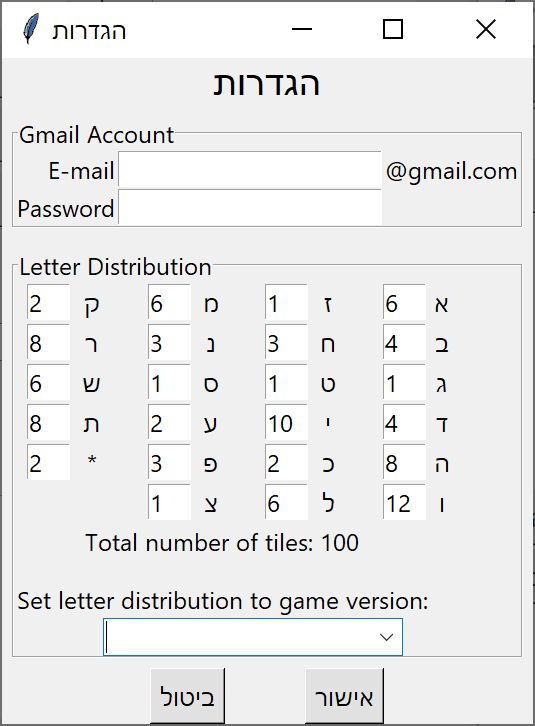 הגדרות
הגדרות
Gmail Account
E-mail @gmail.com
Password
Letter Distribution
א 6 ז 1 מ 6 ק 2
ב 4 ח 3 נ 3 ר 8
ג 1 ט 1 ס 1 ש 6
ד 4 י 10 ע 2 ת 8
ה 8 כ 2 פ 3 * 2
ו 12 ל 6 צ 1
Total number of tiles: 100
Set letter distribution to game version:
אישור ביטול